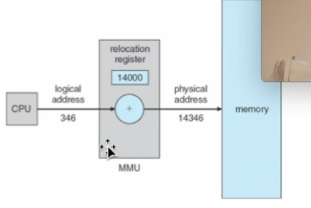 relocation
register
14000
logical
address
346
CPU
+
physical
address
14346
memory
MMU